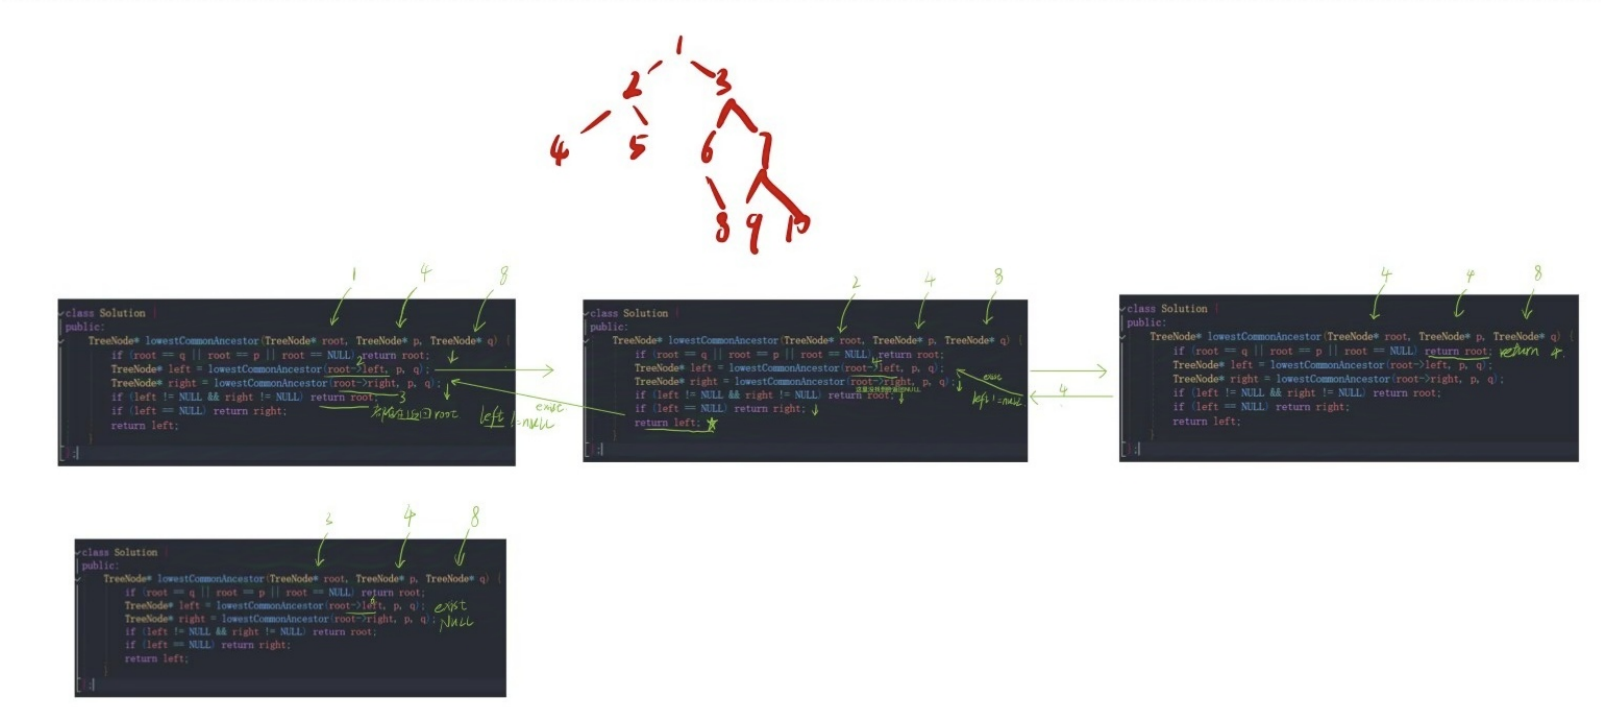 1
2 3
4 5 6 7
8 9 10
1 4 8
class Solution {
public:
TreeNode* lowestCommonAncestor(TreeNode* root, TreeNode* p, TreeNode* q) {
if (root == q || root == p || root == NULL) return root;
2
TreeNode* left = lowestCommonAncestor(root->left, p, q);
TreeNode* right = lowestCommonAncestor(root->right, p, q);
if (left != NULL && right != NULL) return root;
3
root
if (left == NULL) return right;
return left;
}
};
left != null
2 4 8
class Solution {
public:
TreeNode* lowestCommonAncestor(TreeNode* root, TreeNode* p, TreeNode* q) {
if (root == q || root == p || root == NULL) return root;
4
TreeNode* left = lowestCommonAncestor(root->left, p, q);
TreeNode* right = lowestCommonAncestor(root->right, p, q);
if (left != NULL && right != NULL) return root;
if (left == NULL) return right;
return left;
}
};
left != null
4
4 4 8
class Solution {
public:
TreeNode* lowestCommonAncestor(TreeNode* root, TreeNode* p, TreeNode* q) {
if (root == q || root == p || root == NULL) return root; return 4.
TreeNode* left = lowestCommonAncestor(root->left, p, q);
TreeNode* right = lowestCommonAncestor(root->right, p, q);
if (left != NULL && right != NULL) return root;
if (left == NULL) return right;
return left;
}
};
3 4 8
class Solution {
public:
TreeNode* lowestCommonAncestor(TreeNode* root, TreeNode* p, TreeNode* q) {
if (root == q || root == p || root == NULL) return root;
TreeNode* left = lowestCommonAncestor(root->left, p, q); exist
TreeNode* right = lowestCommonAncestor(root->right, p, q); NULL
if (left != NULL && right != NULL) return root;
if (left == NULL) return right;
return left;
}
};